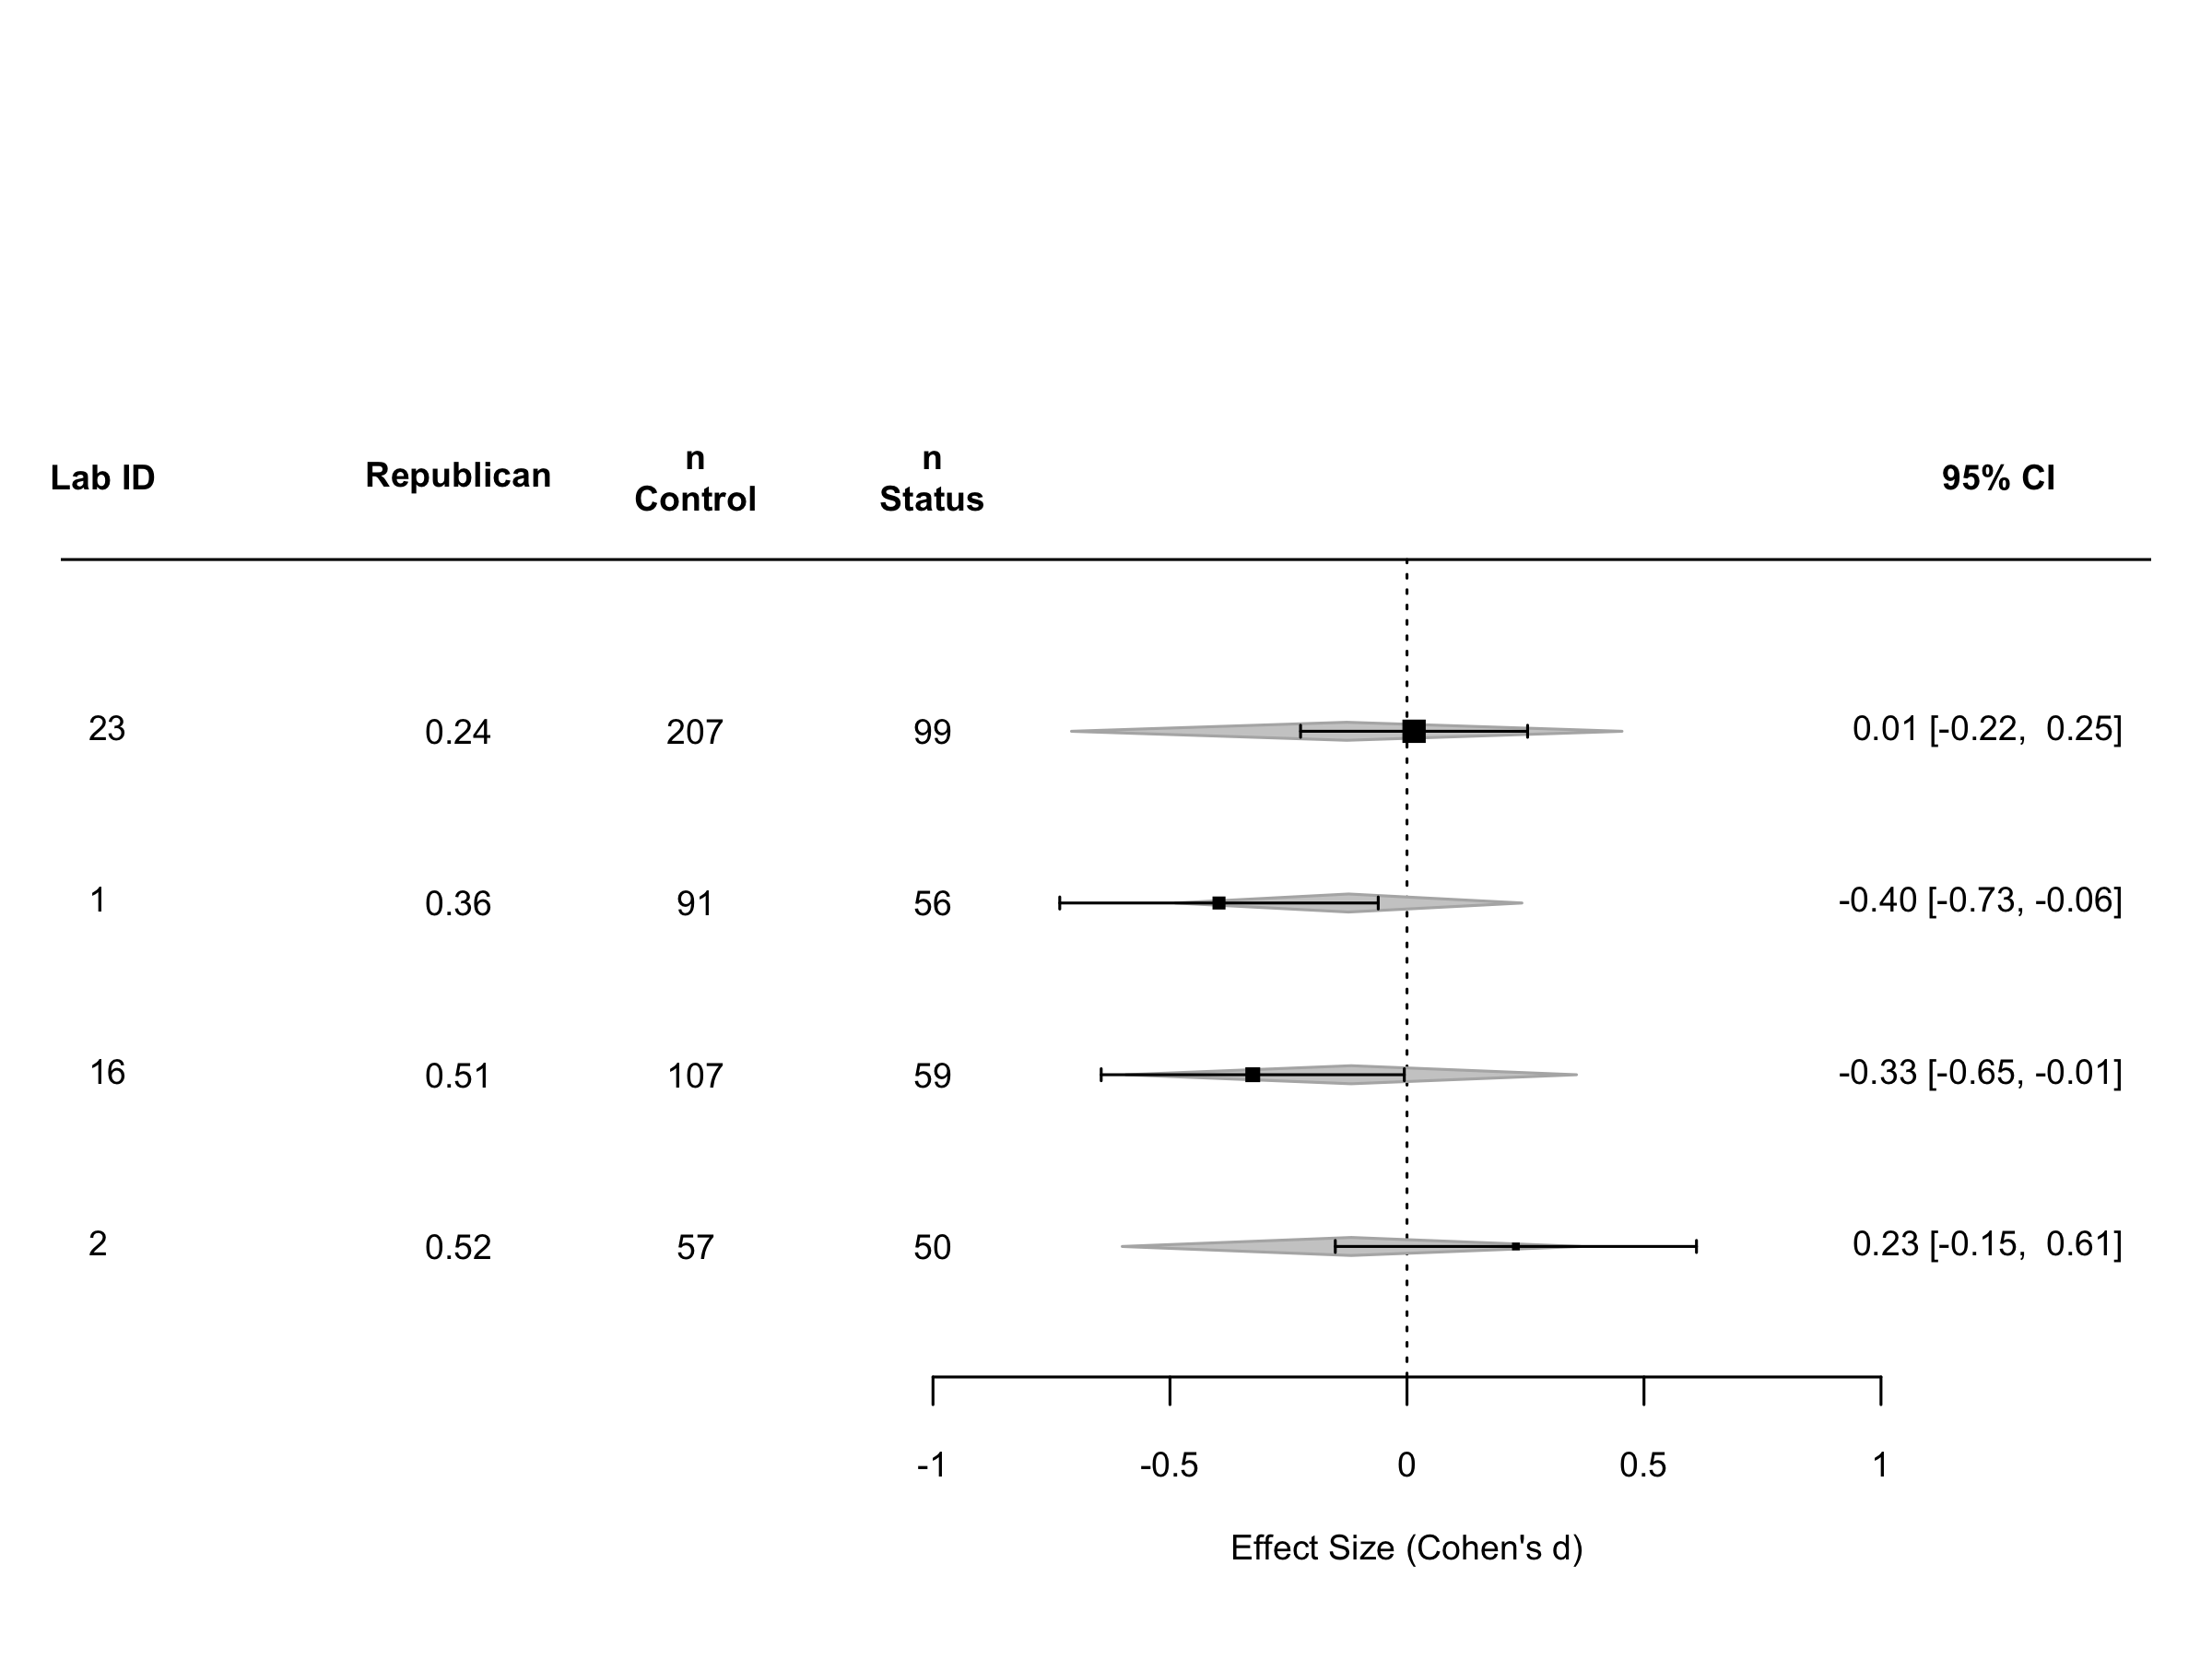 Lab ID Republican n Control n Status 95% CI
23 0.24 207 99 0.01 [-0.22, 0.25]
1 0.36 91 56 -0.40 [-0.73, -0.06]
16 0.51 107 59 -0.33 [-0.65, -0.01]
2 0.52 57 50 0.23 [-0.15, 0.61]
-1 -0.5 0 0.5 1
Effect Size (Cohen's d)